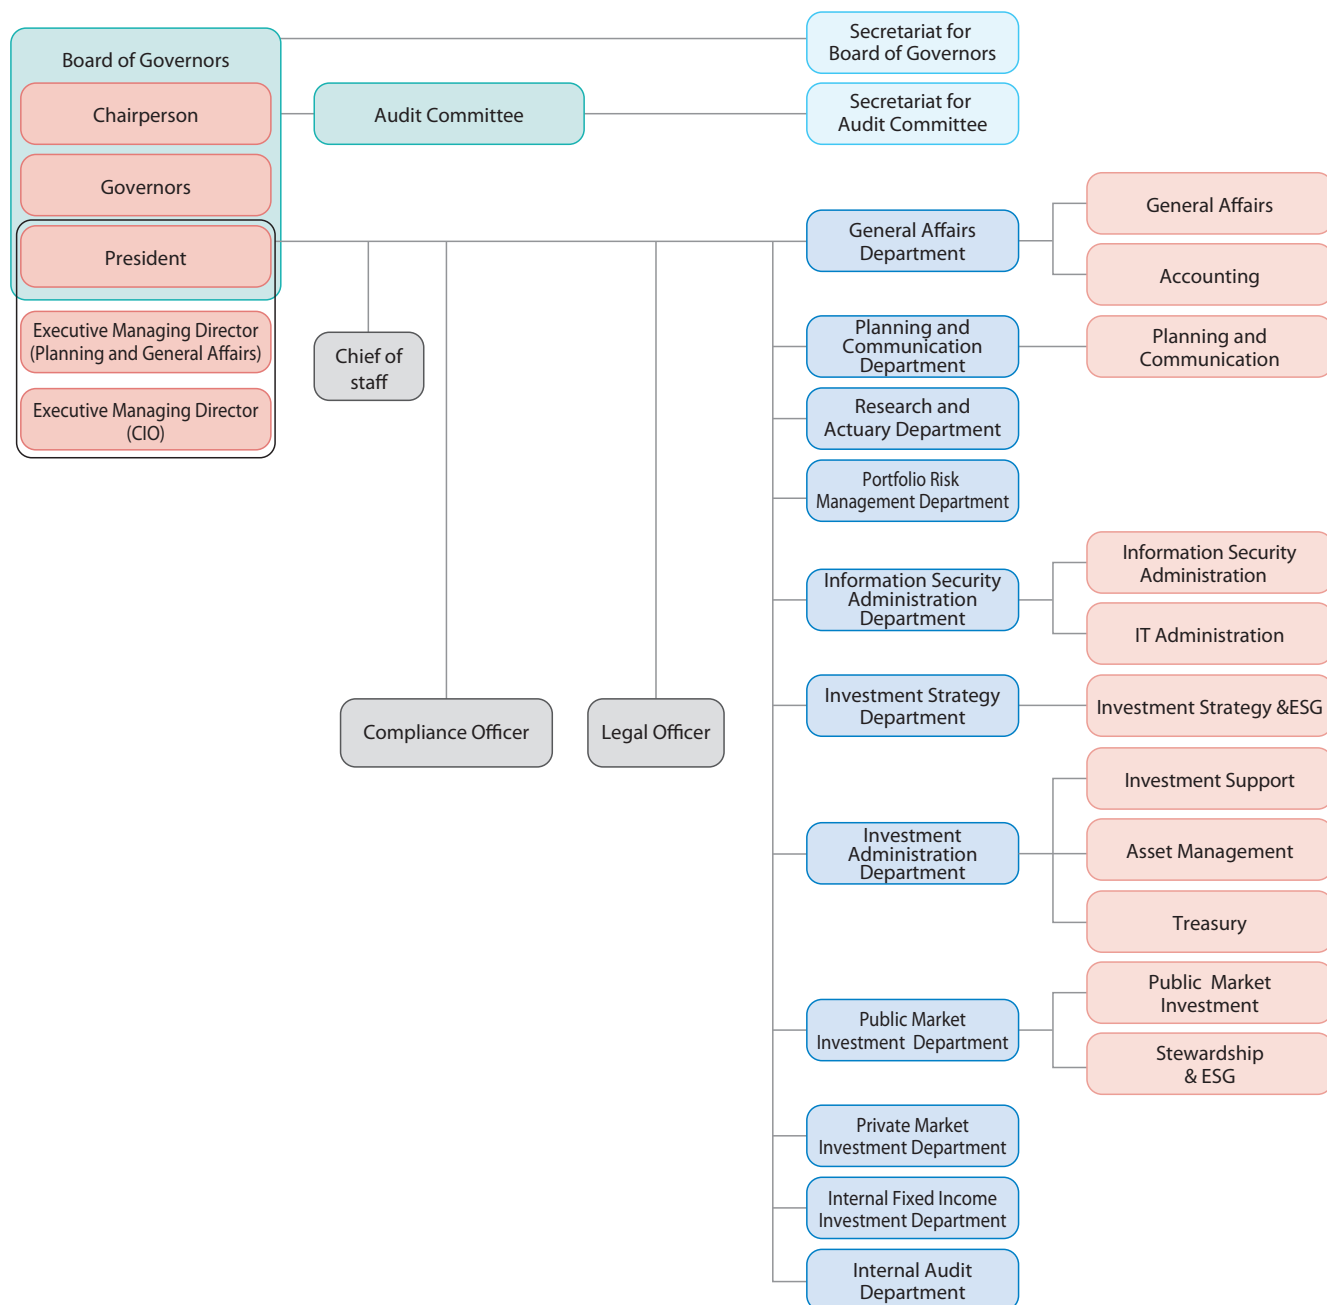 Board of Governors
Chairperson
Governors
President
Executive Managing Director
(Planning and General Affairs)
Executive Managing Director
(CIO)
Audit Committee
Secretariat for
Board of Governors
Secretariat for
Audit Committee
Chief of
staff
Compliance Officer
Legal Officer
General Affairs
Department
General Affairs
Accounting
Planning and
Communication
Department
Planning and
Communication
Research and
Actuary Department
Portfolio Risk
Management Department
Information Security
Administration
Department
Information Security
Administration
IT Administration
Investment Strategy
Department
Investment Strategy &ESG
Investment
Administration
Department
Investment Support
Asset Management
Treasury
Public Market
Investment Department
Public Market
Investment
Stewardship
& ESG
Private Market
Investment Department
Internal Fixed Income
Investment Department
Internal Audit
Department